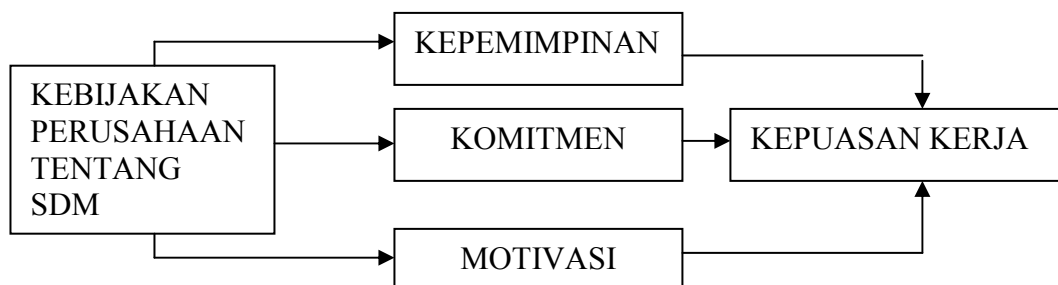 KEBIJAKAN
PERUSAHAAN
TENTANG
SDM
KEPEMIMPINAN
KOMITMEN
MOTIVASI
KEPUASAN KERJA